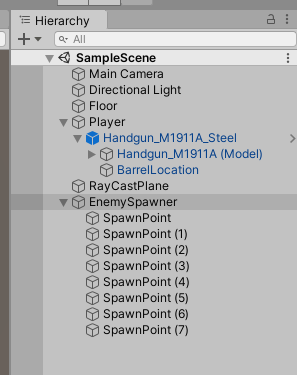 Hierarchy
All
SampleScene
Main Camera
Directional Light
Floor
Player
Handgun_M1911A_Steel
Handgun_M1911A (Model)
BarrelLocation
RayCastPlane
EnemySpawner
SpawnPoint
SpawnPoint (1)
SpawnPoint (2)
SpawnPoint (3)
SpawnPoint (4)
SpawnPoint (5)
SpawnPoint (6)
SpawnPoint (7)